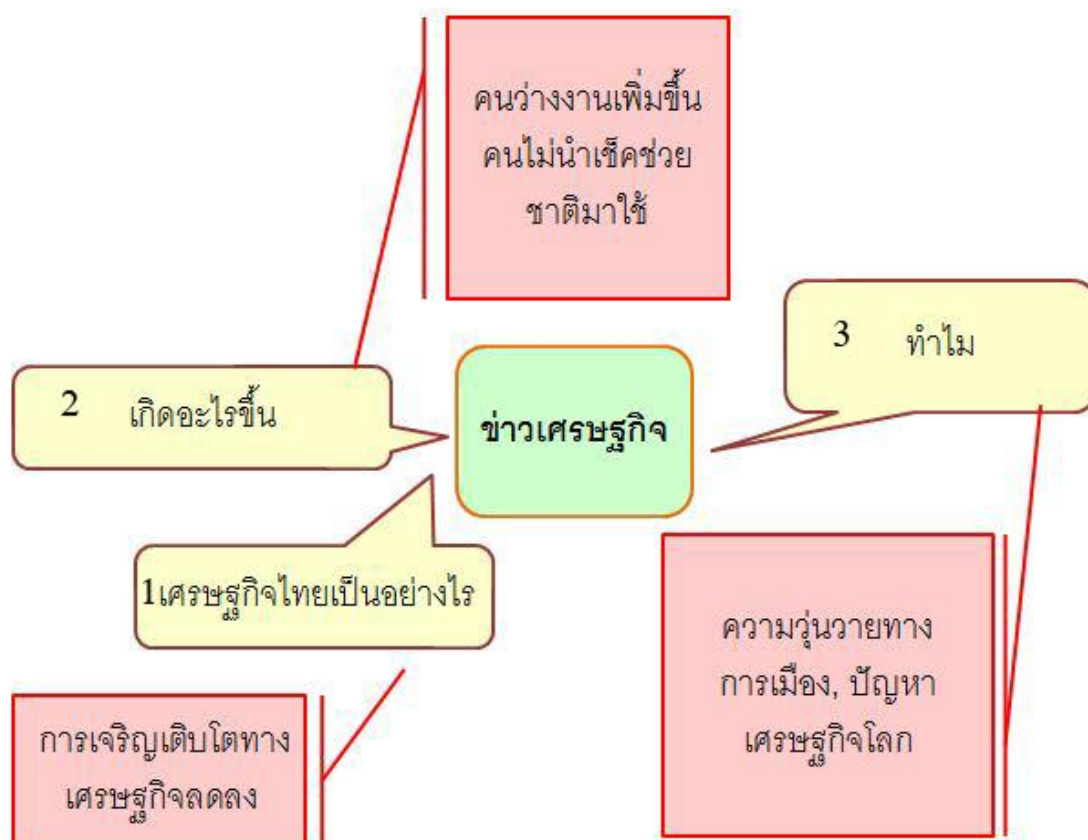 คนว่างงานเพิ่มขึ้น
คนไม่นำเช็คช่วย
ชาติมาใช้
3 ทำไม
2 เกิดอะไรขึ้น
ข่าวเศรษฐกิจ
1เศรษฐกิจไทยเป็นอย่างไร
ความวุ่นวายทาง
การเมือง, ปัญหา
เศรษฐกิจโลก
การเจริญเติบโตทาง
เศรษฐกิจลดลง